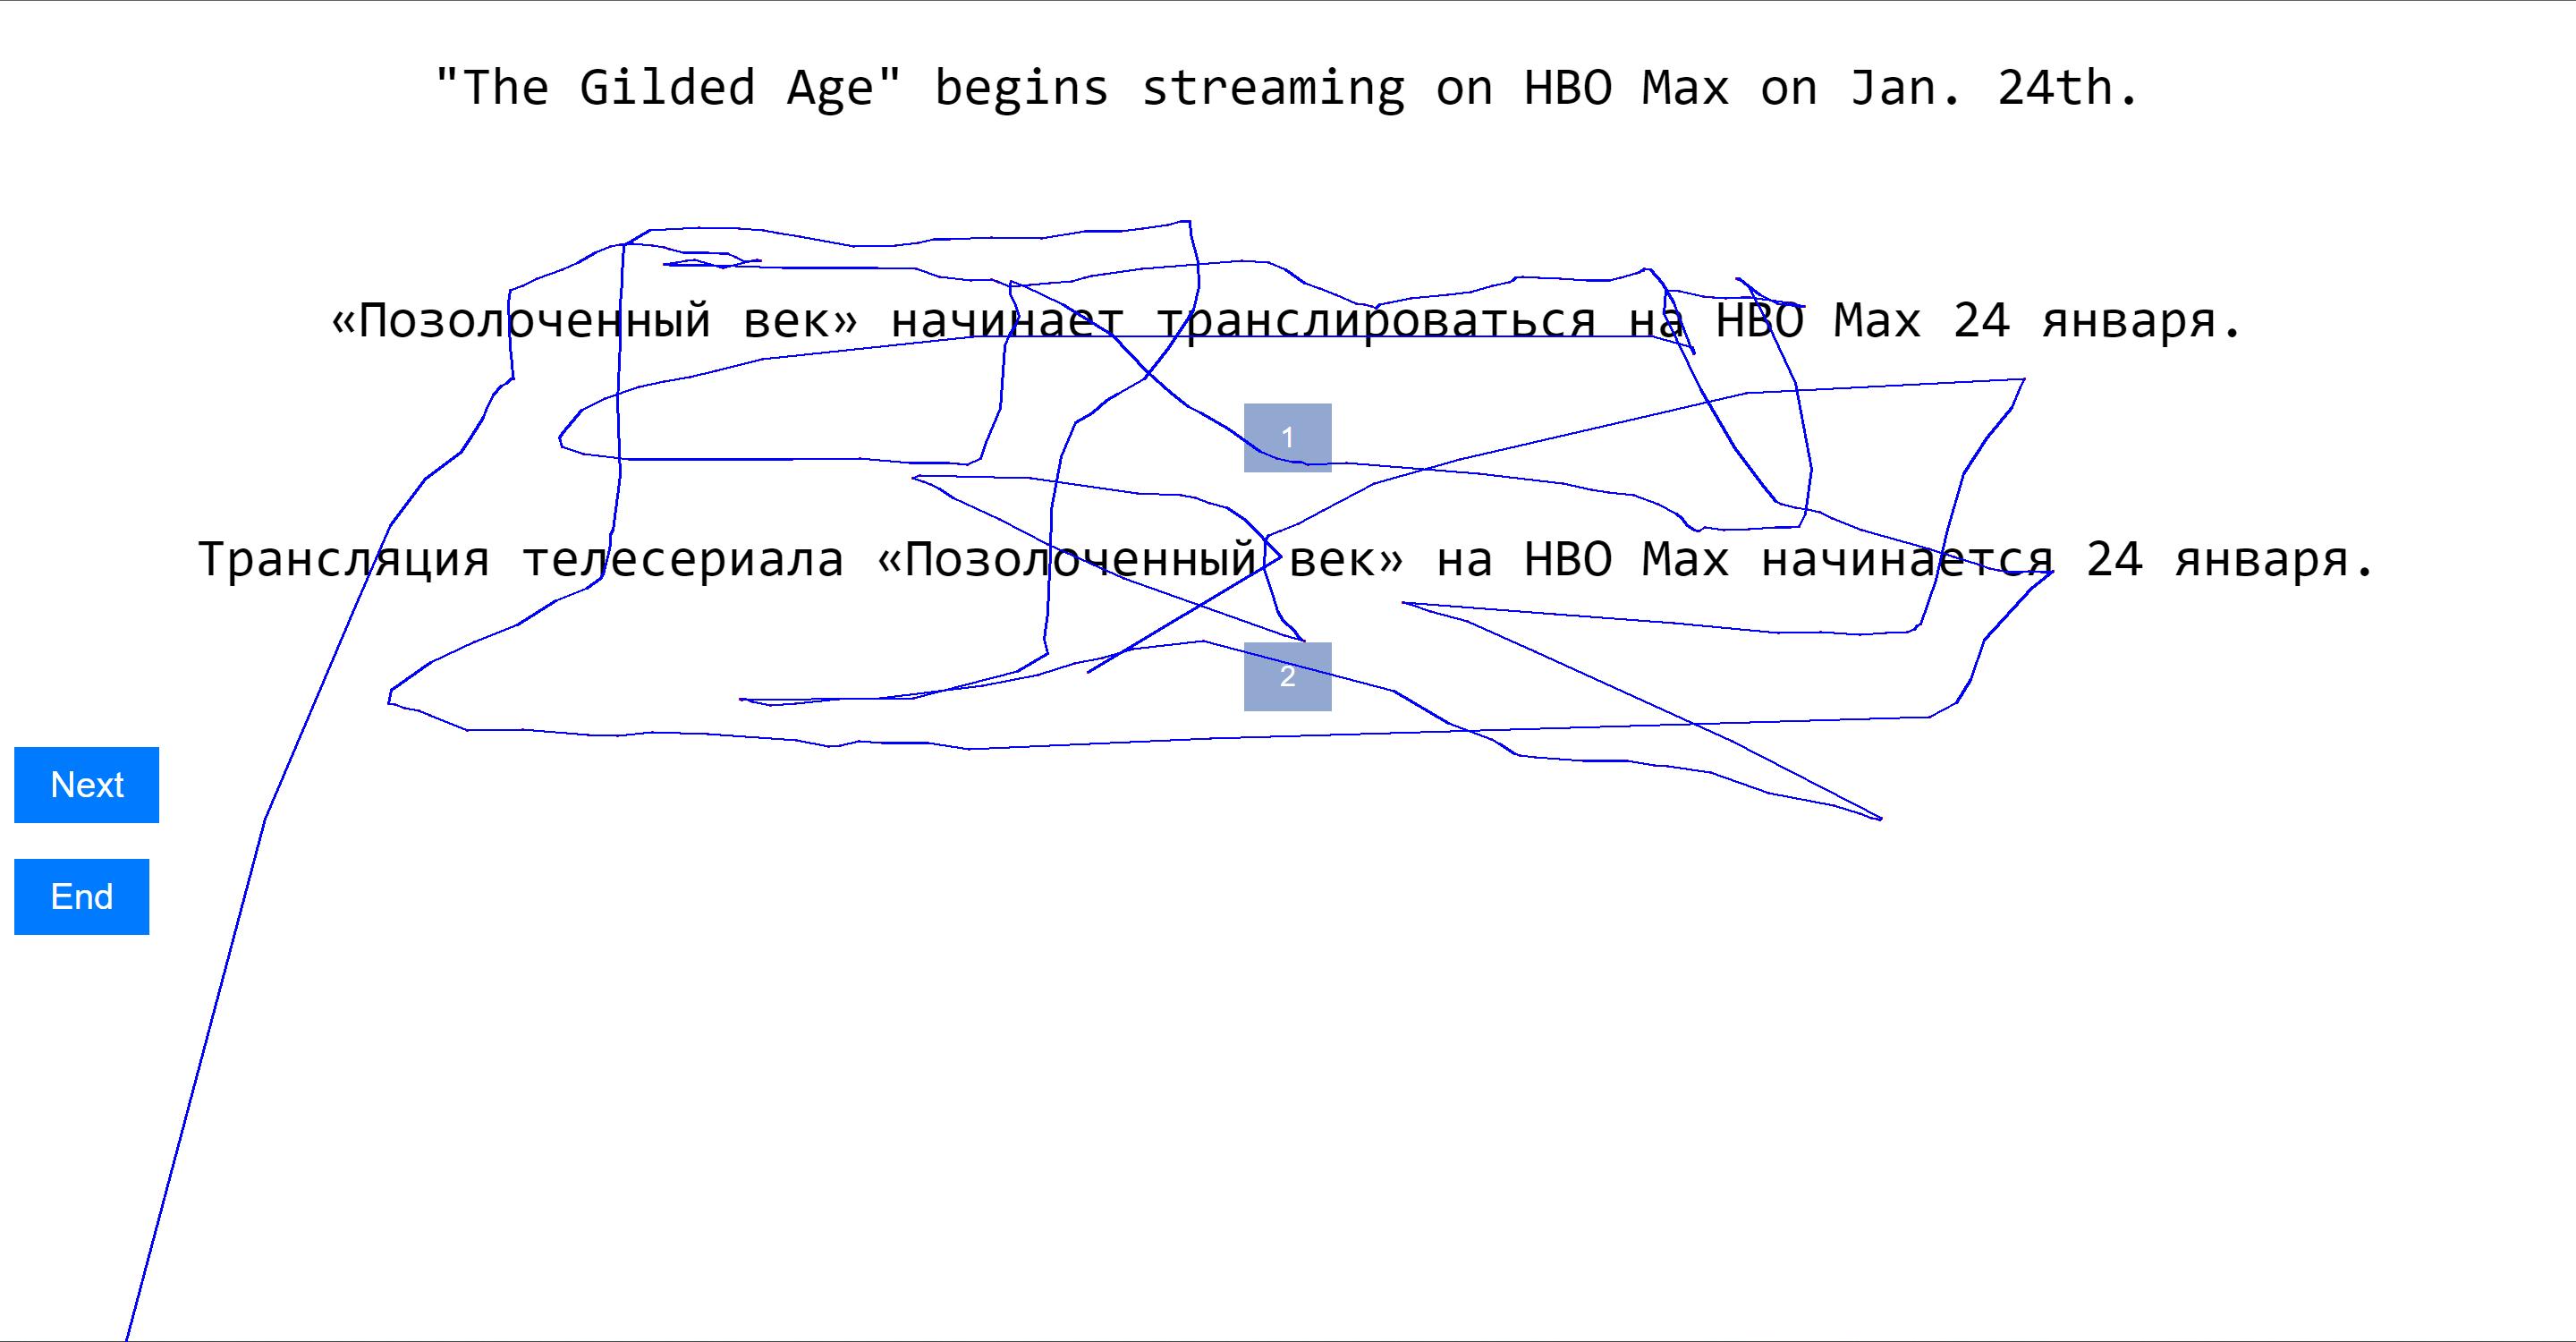 "The Gilded Age" begins streaming on HBO Max on Jan. 24th.
«Позолоченный век» начинает транслироваться на HBO Max 24 января.
1
Трансляция телесериала «Позолоченный век» на HBO Max начинается 24 января.
2
Next
End